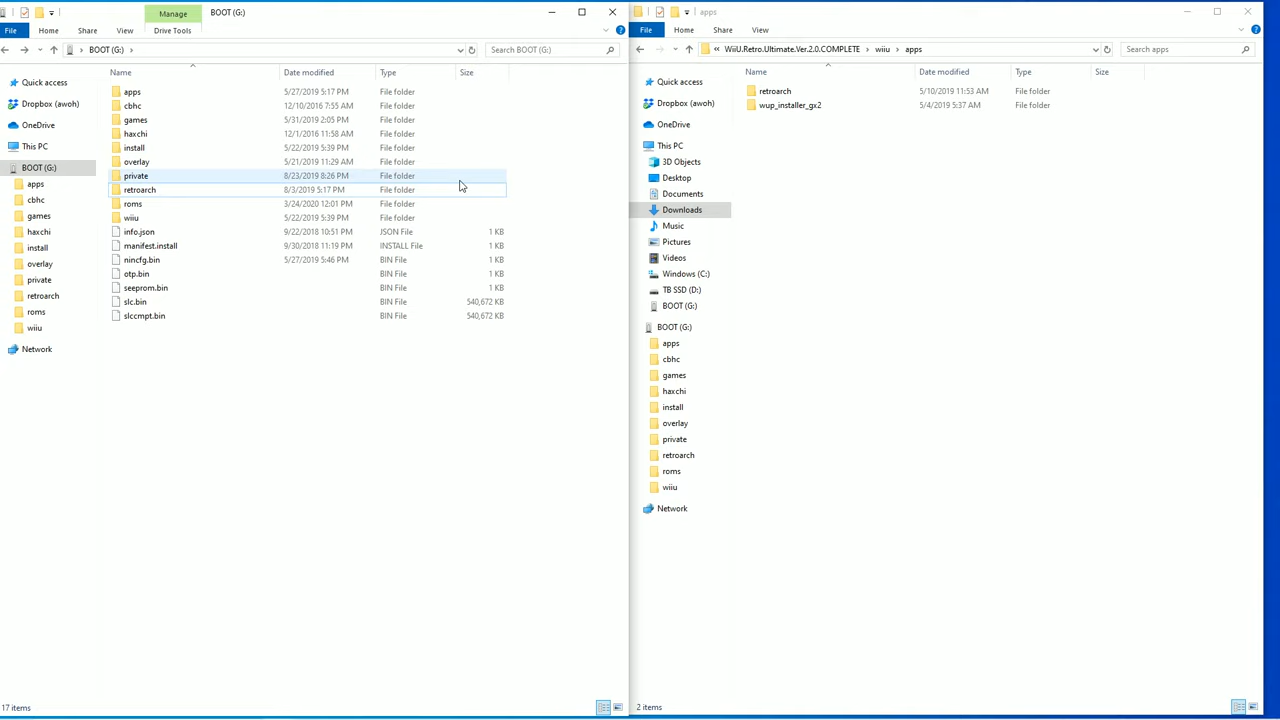 Manage
BOOT (G:)
File
Home
Share
View
Drive Tools
BOOT (G:)
Search BOOT (G:)
Name
Date modified
Type
Size
Quick access
Dropbox (awoh)
OneDrive
This PC
BOOT (G:)
apps
cbhc
games
haxchi
install
overlay
private
retroarch
roms
wiiu
Network
apps 5/27/2019 5:17 PM File folder
cbhc 12/10/2016 7:55 AM File folder
games 5/31/2019 2:05 PM File folder
haxchi 12/1/2016 11:58 AM File folder
install 5/22/2019 5:39 PM File folder
overlay 5/21/2019 11:29 AM File folder
private 8/23/2019 8:26 PM File folder
retroarch 8/3/2019 5:17 PM File folder
roms 3/24/2020 12:01 PM File folder
wiiu 5/22/2019 5:39 PM File folder
info.json 9/22/2018 10:51 PM JSON File 1 KB
manifest.install 9/30/2018 11:19 PM INSTALL File 1 KB
nincfg.bin 5/27/2019 5:46 PM BIN File 1 KB
otp.bin BIN File 1 KB
seeprom.bin BIN File 1 KB
slc.bin BIN File 540,672 KB
slccmpt.bin BIN File 540,672 KB
17 items
apps
File
Home
Share
View
« WiiU.Retro.Ultimate.Ver.2.0.COMPLETE > wiiu > apps
Search apps
Name
Date modified
Type
Size
Quick access
Dropbox (awoh)
OneDrive
This PC
3D Objects
Desktop
Documents
Downloads
Music
Pictures
Videos
Windows (C:)
TB SSD (D:)
BOOT (G:)
BOOT (G:)
apps
cbhc
games
haxchi
install
overlay
private
retroarch
roms
wiiu
Network
retroarch 5/10/2019 11:53 AM File folder
wup_installer_gx2 5/4/2019 5:37 AM File folder
2 items